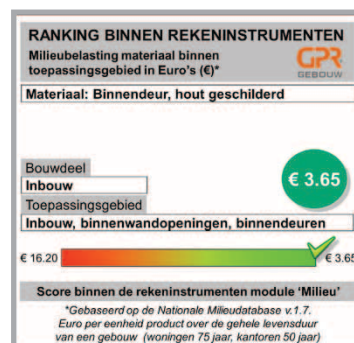 RANKING BINNEN REKENINSTRUMENTEN
Milieubelasting materiaal binnen
toepassingsgebied in Euro's (€)*
GPR
GEBOUW
Materiaal: Binnendeur, hout geschilderd
Bouwdeel
Inbouw
€ 3.65
Toepassingsgebied
Inbouw, binnenwandopeningen, binnendeuren
€ 16.20
€ 3.65
Score binnen de rekeninstrumenten module ‘Milieu’
*Gebaseerd op de Nationale Milieudatabase v.1.7.
Euro per eenheid product over de gehele levensduur
van een gebouw (woningen 75 jaar, kantoren 50 jaar)